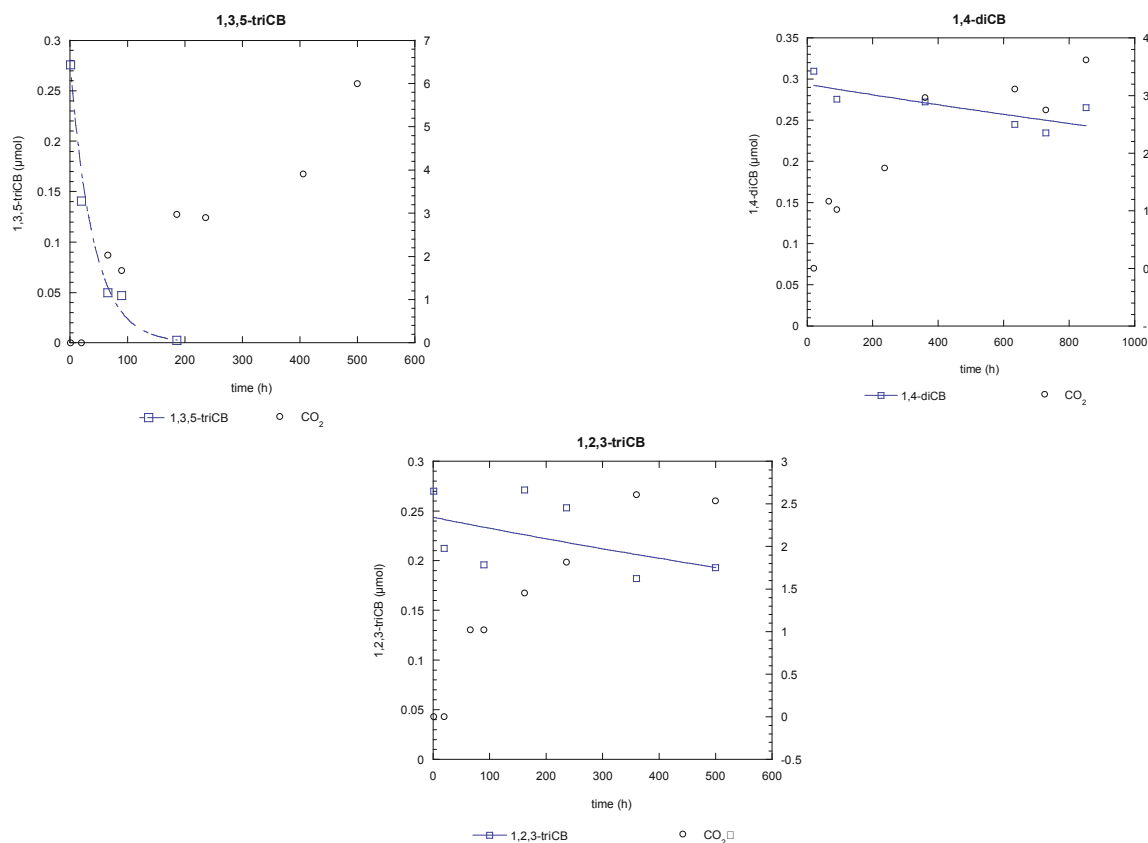 1,3,5-triCB
0.3
0.25
0.2
0.15
0.1
0.05
0
1,3,5-triCB (µmol)
7
6
5
4
3
2
1
0
0 100 200 300 400 500 600
time (h)
1,3,5-triCB CO2
1,4-diCB
0.35
0.3
0.25
0.2
0.15
0.1
0.05
0
1,4-diCB (µmol)
4
3
2
1
0
-
0 200 400 600 800 1000
time (h)
1,4-diCB CO2
1,2,3-triCB
0.3
0.25
0.2
0.15
0.1
0.05
0
1,2,3-triCB (µmol)
3
2.5
2
1.5
1
0.5
0
-0.5
0 100 200 300 400 500 600
time (h)
1,2,3-triCB CO2□